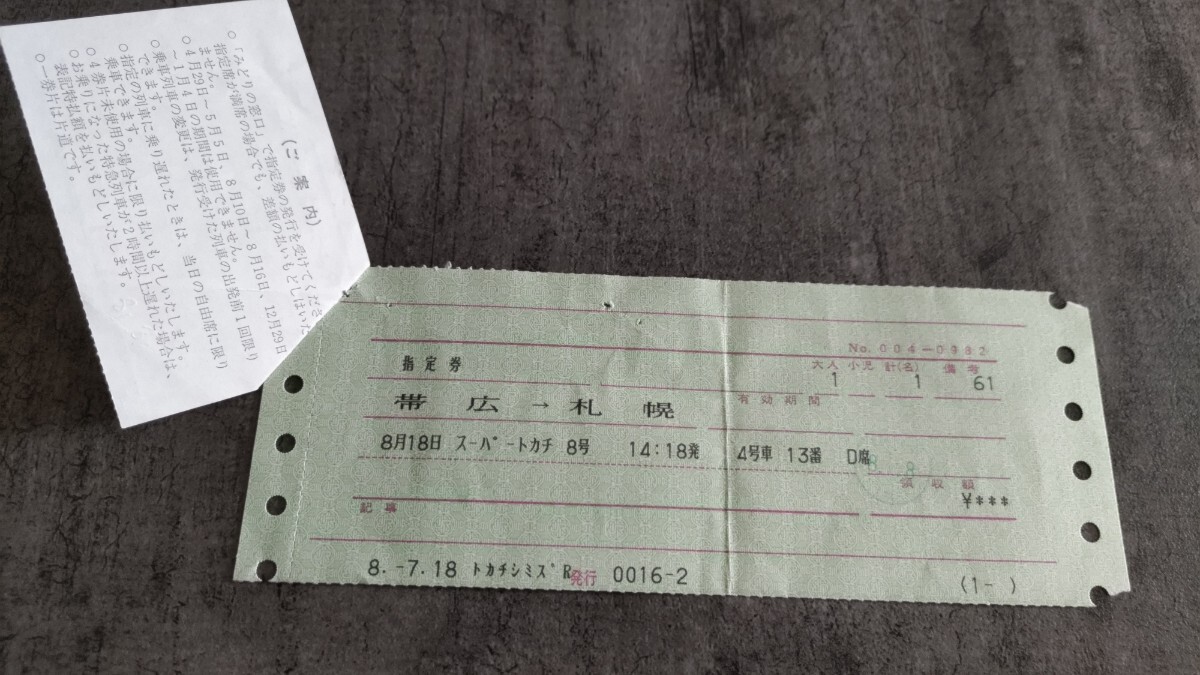 (ご案内)
○「みどりの窓口」で指定券の発行を受けてくださ
指定席が満席の場合でも、差額の払いもどしはいた
ません。
○4月29日~5月5日、8月10日~8月16日、12月29日
~1月4日の期間は使用できません。
○乗車列車の変更は、発行受けた列車の出発前1回限り
できます。
○指定の列車に乗り遅れたときは、当日の自由席に限り
乗車できます。
○4券片未使用の場合に限り払いもどしいたします。
○お乗りになった特急列車が2時間以上遅れた場合は、
表記特払額を払いもどしいたします。
○一券片は片道です。
No. 004-0982
指定券
大人 小児 計(名) 備考
1 1 61
帯広 → 札幌
有効期間
8月18日 スーパートカチ 8号 14:18発 4号車 13番 D席
領収額
¥***
記事
8.-7.18 トカチシミズR発行 0016-2 (1- )